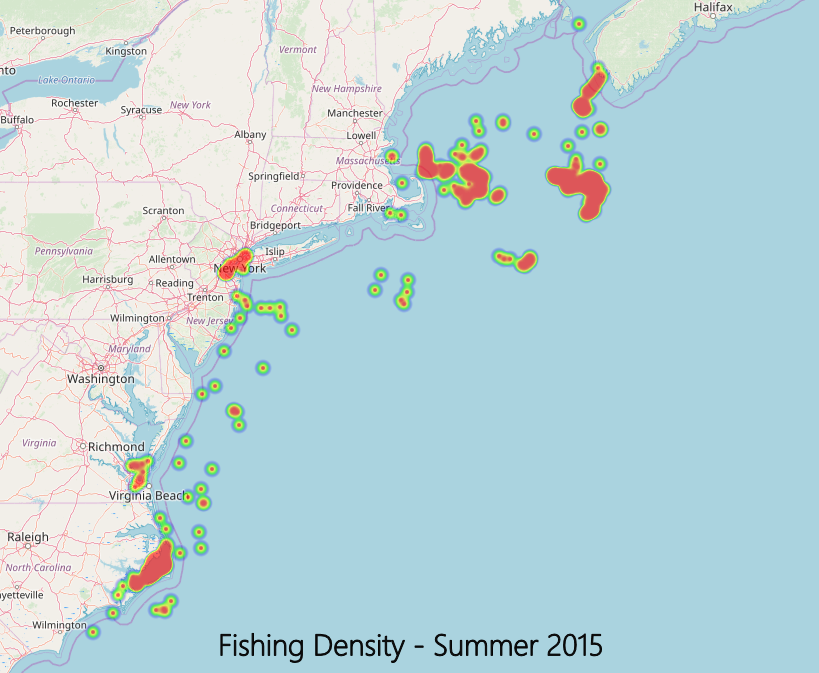 Halifax
Peterborough
Kingston
Vermont
Lake Ontario
New Hampshire
Rochester
Syracuse
New York
Manchester
Buffalo
Albany
Lowell
Massachusetts
Springfield
Providence
Connecticut
Fall River
Scranton
Bridgeport
Pennsylvania
Allentown
Islip
New York
Harrisburg
Reading
Trenton
Wilmington
New Jersey
Maryland
Washington
Virginia
Richmond
Virginia Beach
Raleigh
North Carolina
ayetteville
Wilmington
Fishing Density - Summer 2015